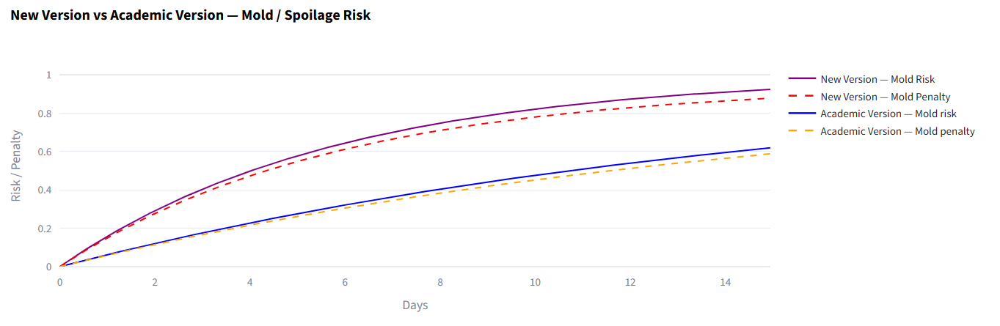 New Version vs Academic Version — Mold / Spoilage Risk
1
0.8
0.6
0.4
0.2
0
Risk / Penalty
0 2 4 6 8 10 12 14
Days
New Version — Mold Risk
New Version — Mold Penalty
Academic Version — Mold risk
Academic Version — Mold penalty